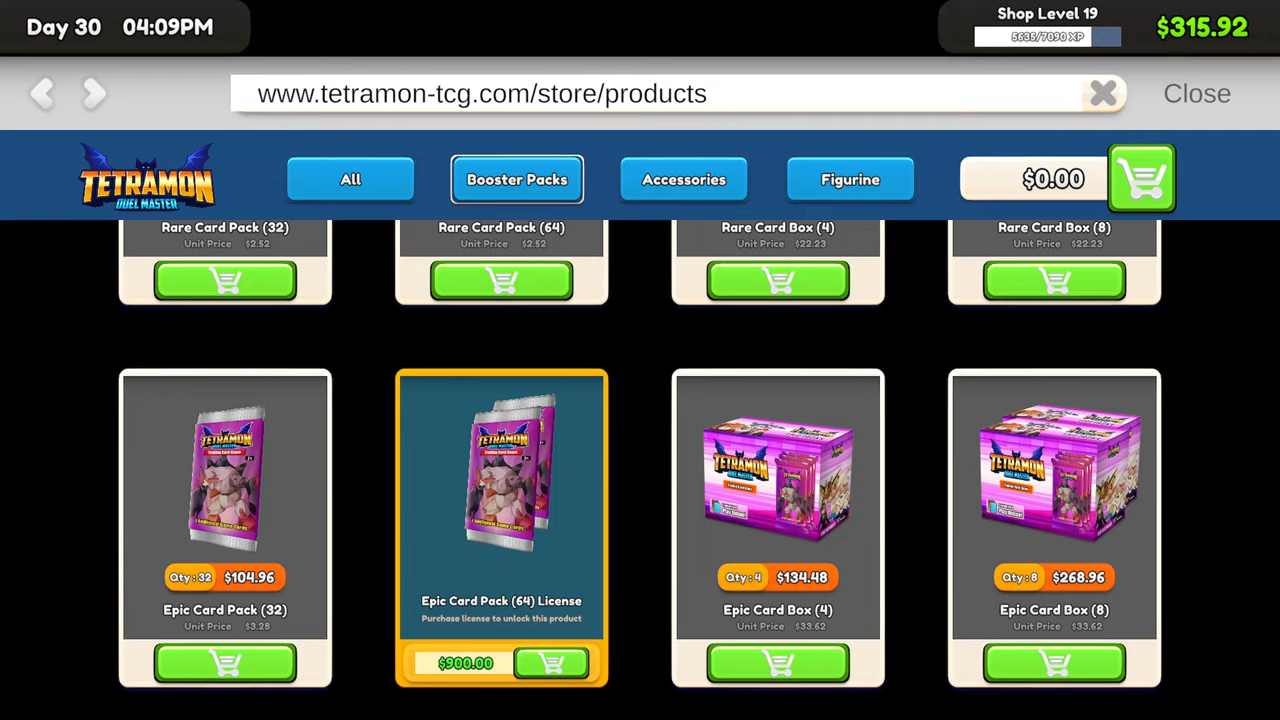 Day 30 04:09PM
Shop Level 19
5635/7090 XP
$315.92
www.tetramon-tcg.com/store/products
Close
TETRAMON
DUEL MASTER
All
Booster Packs
Accessories
Figurine
$0.00
Rare Card Pack (32)
Unit Price $2.52
Rare Card Pack (64)
Unit Price $2.52
Rare Card Box (4)
Unit Price $22.23
Rare Card Box (8)
Unit Price $22.23
TETRAMON
TETRAMON
TETRAMON
TETRAMON
Qty : 32 $104.96
Epic Card Pack (32)
Unit Price $3.28
Epic Card Pack (64) License
Purchase license to unlock this product
$900.00
Qty : 4 $134.48
Epic Card Box (4)
Unit Price $33.62
Qty : 8 $268.96
Epic Card Box (8)
Unit Price $33.62